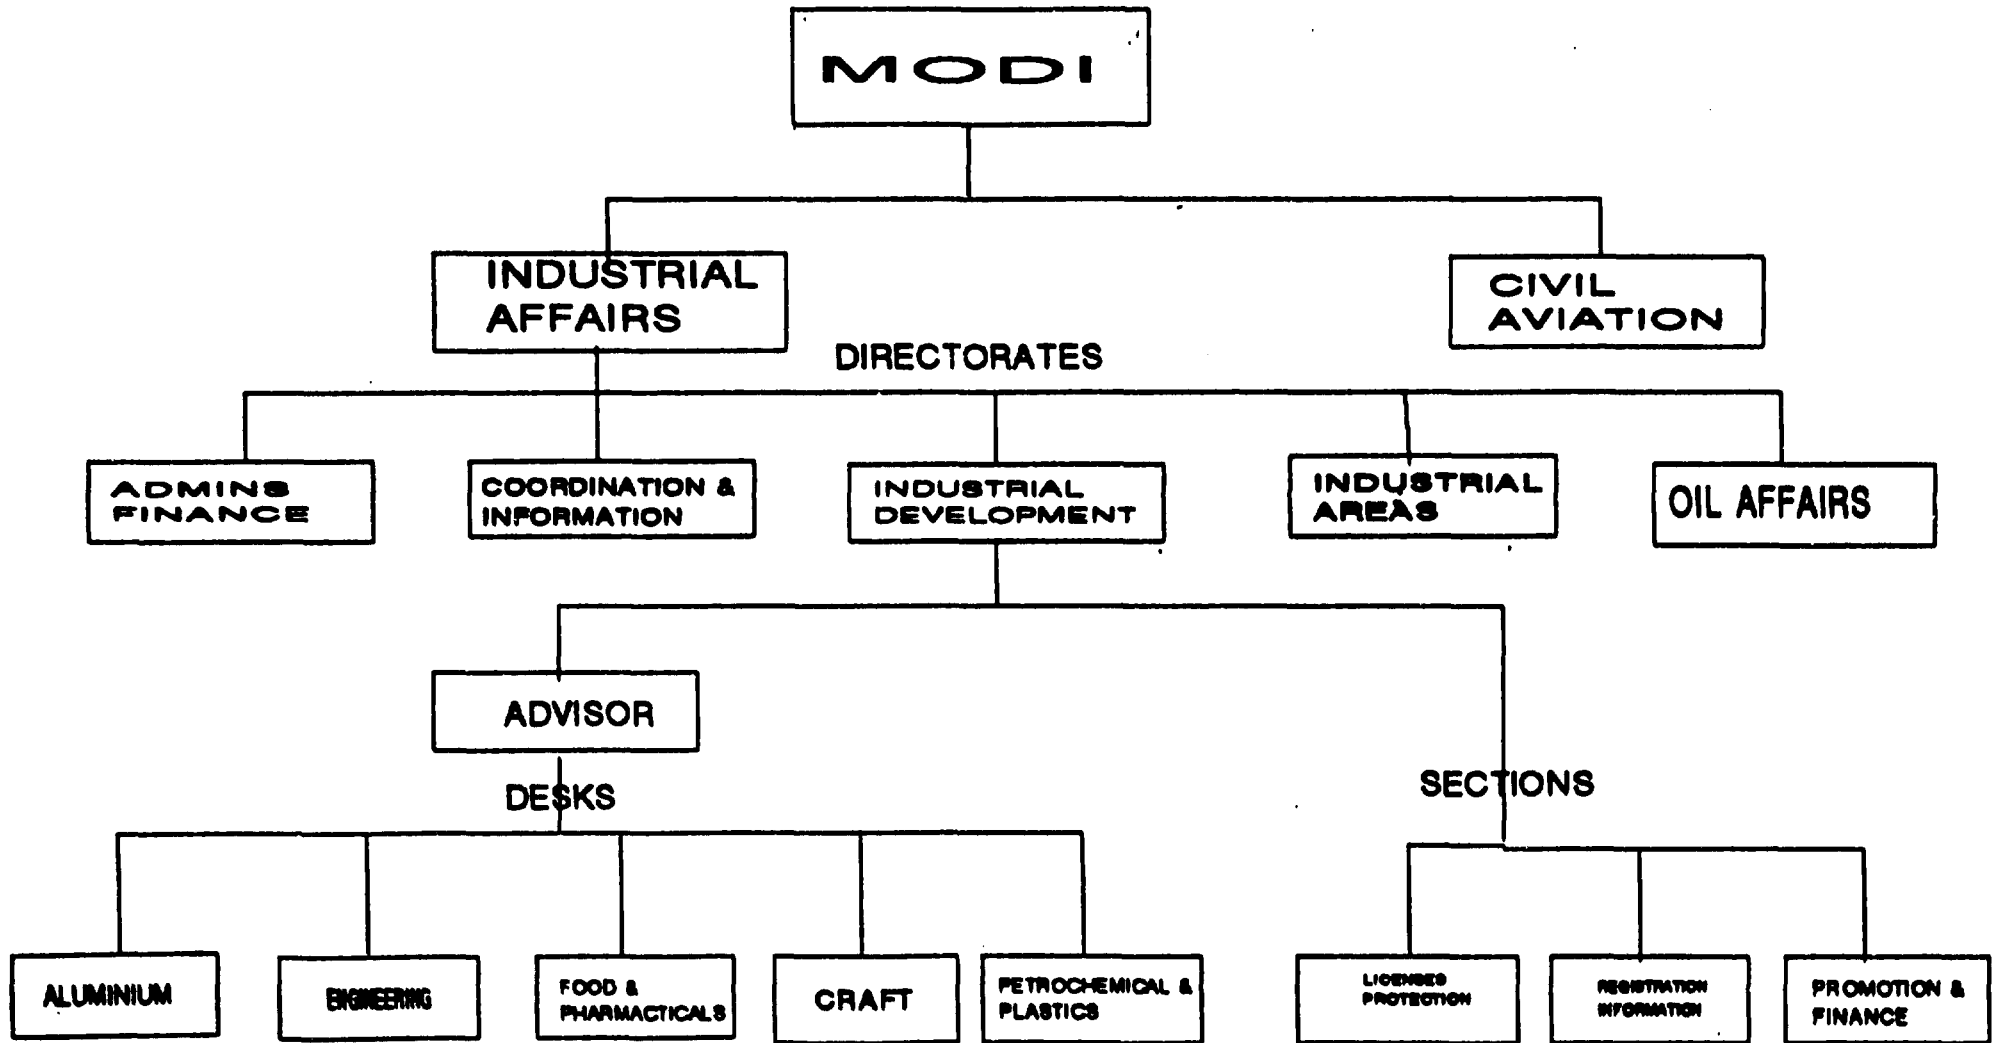 MODI
INDUSTRIAL
AFFAIRS
CIVIL
AVIATION
DIRECTORATES
ADMINS
FINANCE
COORDINATION &
INFORMATION
INDUSTRIAL
DEVELOPMENT
INDUSTRIAL
AREAS
OIL AFFAIRS
ADVISOR
DESKS
SECTIONS
ALUMINIUM
ENGINEERING
FOOD &
PHARMACTICALS
CRAFT
PETROCHEMICAL &
PLASTICS
LICENSES
PROTECTION
REGISTRATION
INFORMATION
PROMOTION &
FINANCE